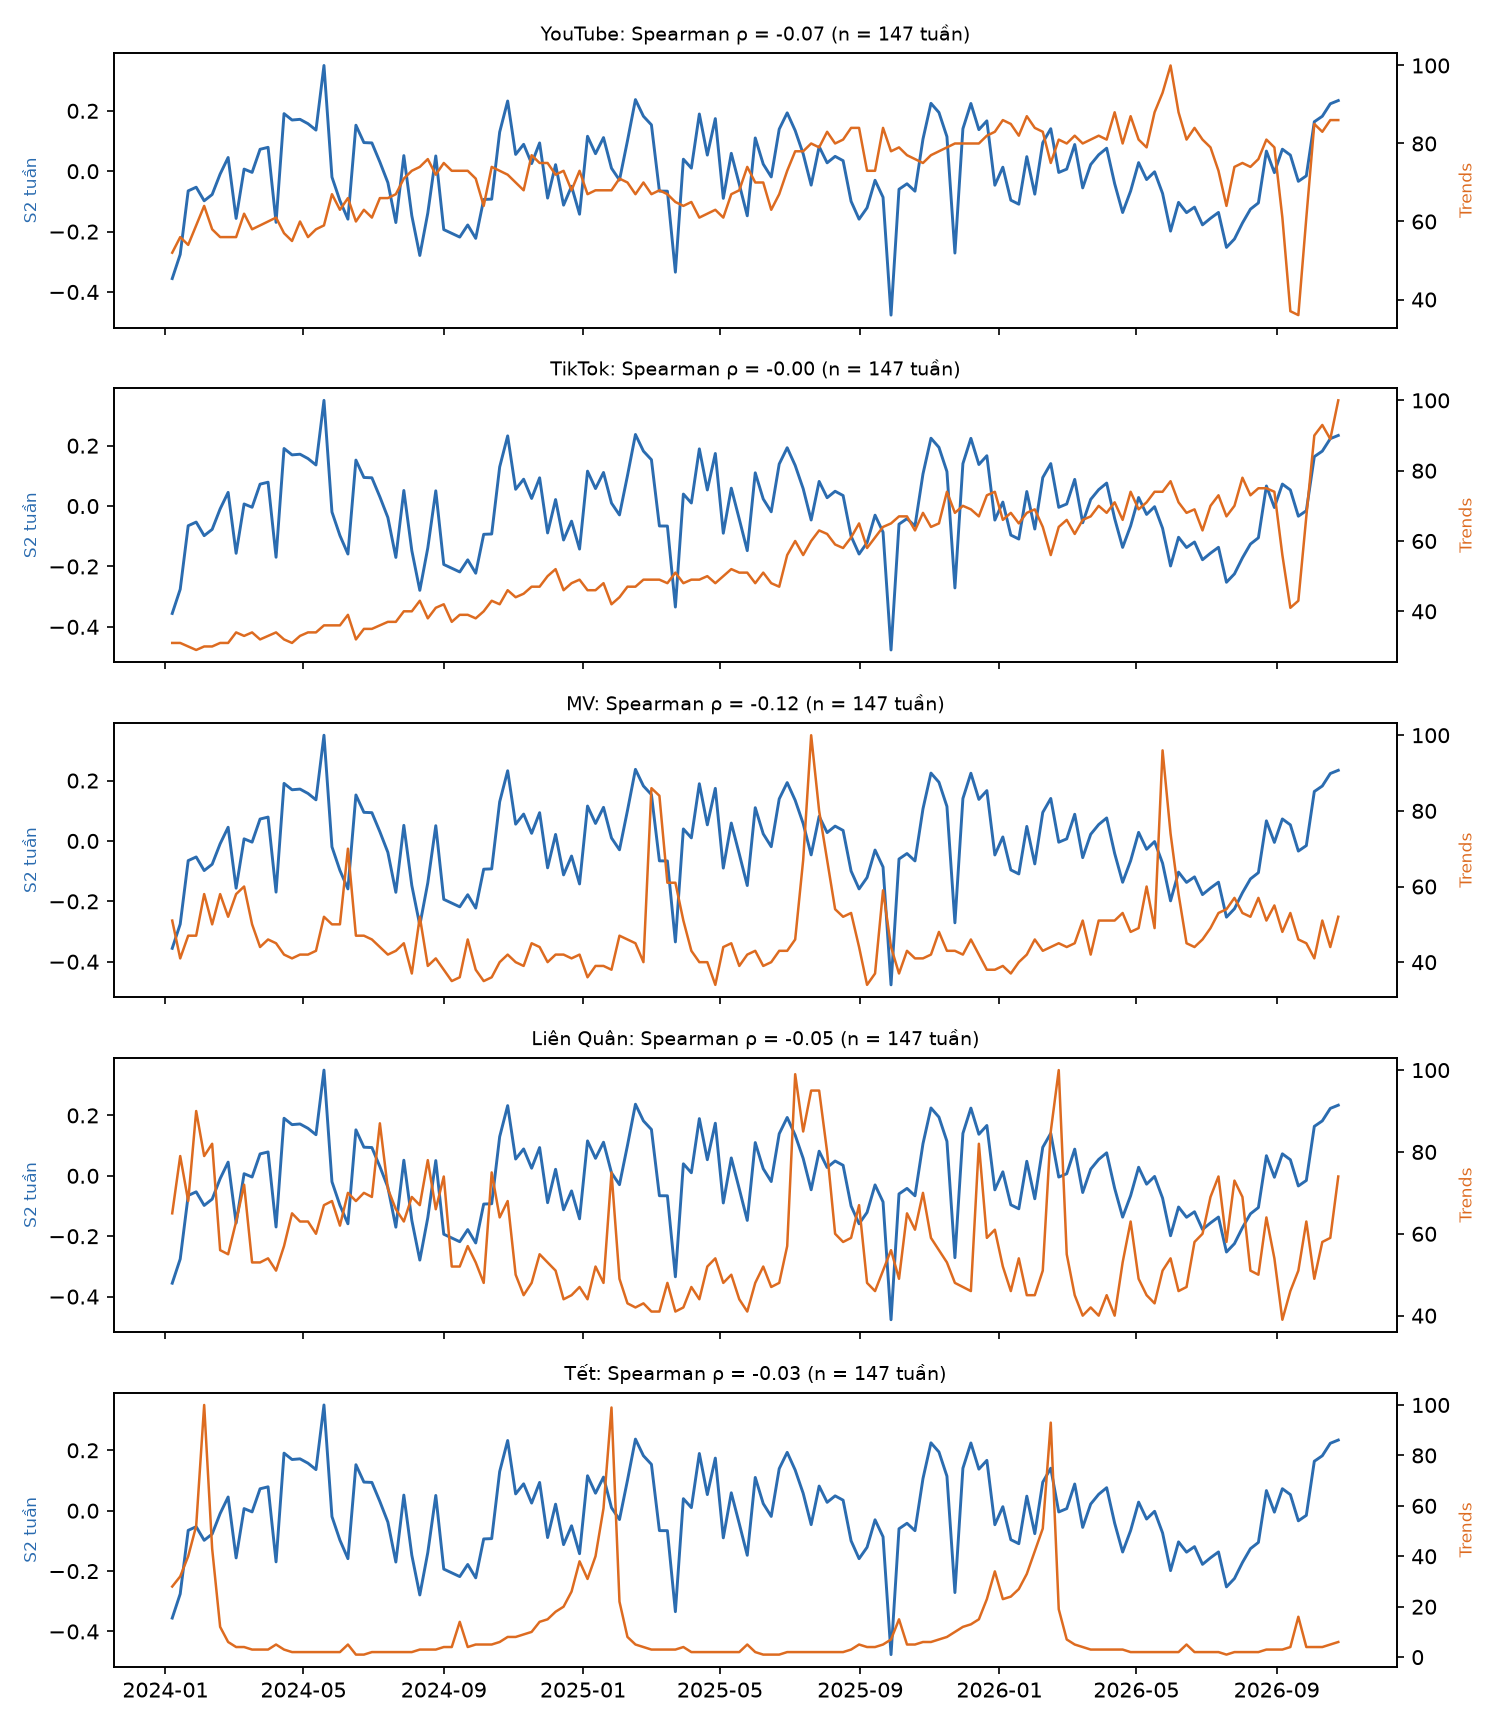 YouTube: Spearman ρ = -0.07 (n = 147 tuần)
S2 tuần
0.2
0.0
−0.2
−0.4
100
80
60
40
Trends
TikTok: Spearman ρ = -0.00 (n = 147 tuần)
S2 tuần
0.2
0.0
−0.2
−0.4
100
80
60
40
Trends
MV: Spearman ρ = -0.12 (n = 147 tuần)
S2 tuần
0.2
0.0
−0.2
−0.4
100
80
60
40
Trends
Liên Quân: Spearman ρ = -0.05 (n = 147 tuần)
S2 tuần
0.2
0.0
−0.2
−0.4
100
80
60
40
Trends
Tết: Spearman ρ = -0.03 (n = 147 tuần)
S2 tuần
0.2
0.0
−0.2
−0.4
100
80
60
40
20
0
Trends
2024-01 2024-05 2024-09 2025-01 2025-05 2025-09 2026-01 2026-05 2026-09